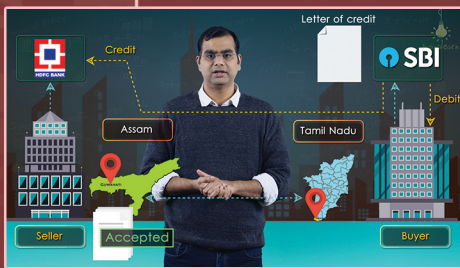 Letter of credit
HDFC BANK
Credit
SBI
Debit
Assam
Tamil Nadu
GUWAHATI
Accepted
Seller
Buyer